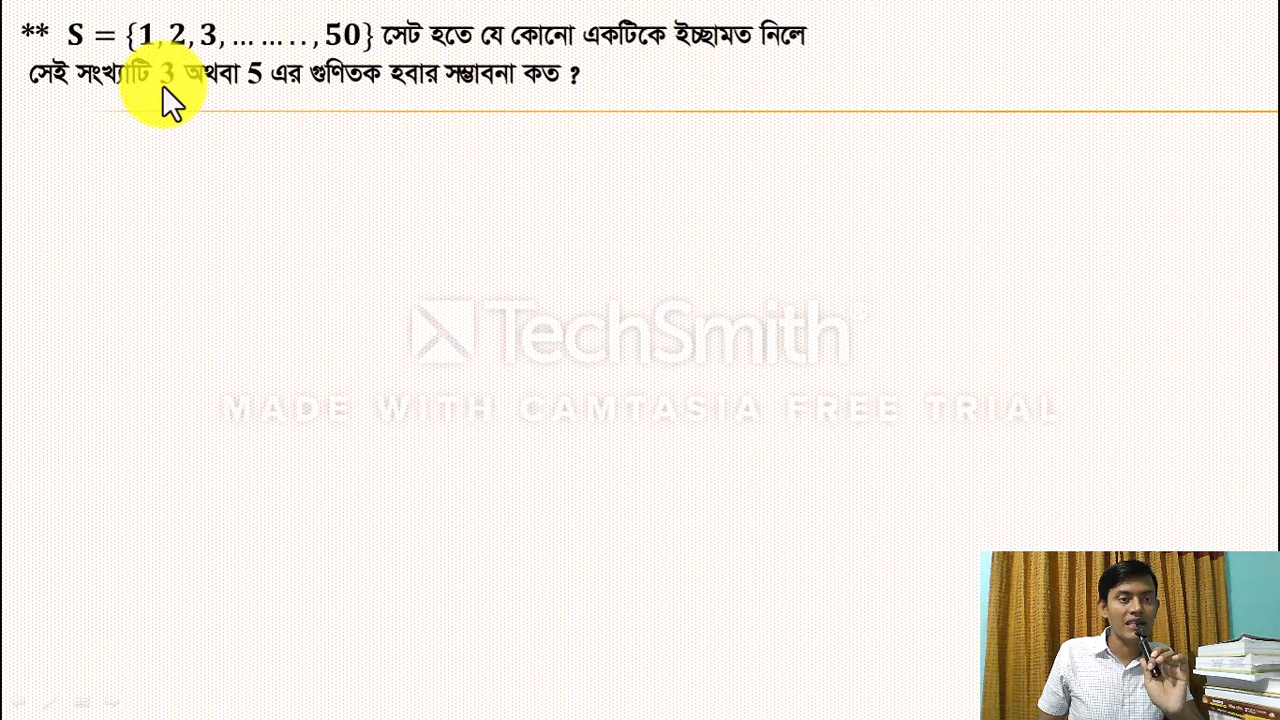 ** S = {1, 2, 3, ... ... . . , 50} সেট হতে যে কোনো একটিকে ইচ্ছামত নিলে
সেই সংখ্যাটি 3 অথবা 5 এর গুণিতক হবার সম্ভাবনা কত ?
TechSmith®
MADE WITH CAMTASIA FREE TRIAL